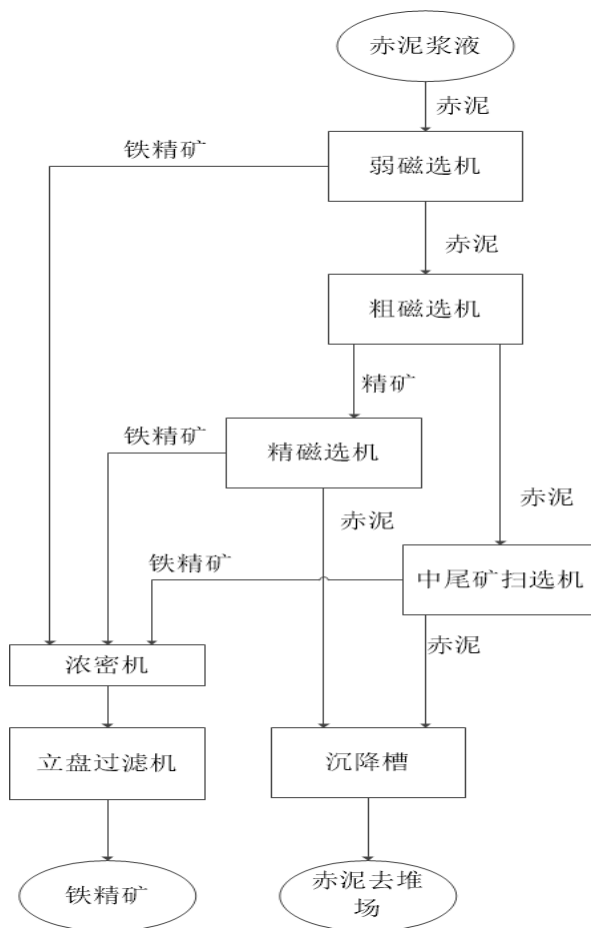 赤泥浆液
赤泥
铁精矿
弱磁选机
赤泥
粗磁选机
精矿
铁精矿
精磁选机
赤泥
赤泥
铁精矿
中尾矿扫选机
赤泥
浓密机
立盘过滤机
沉降槽
铁精矿
赤泥去堆
场